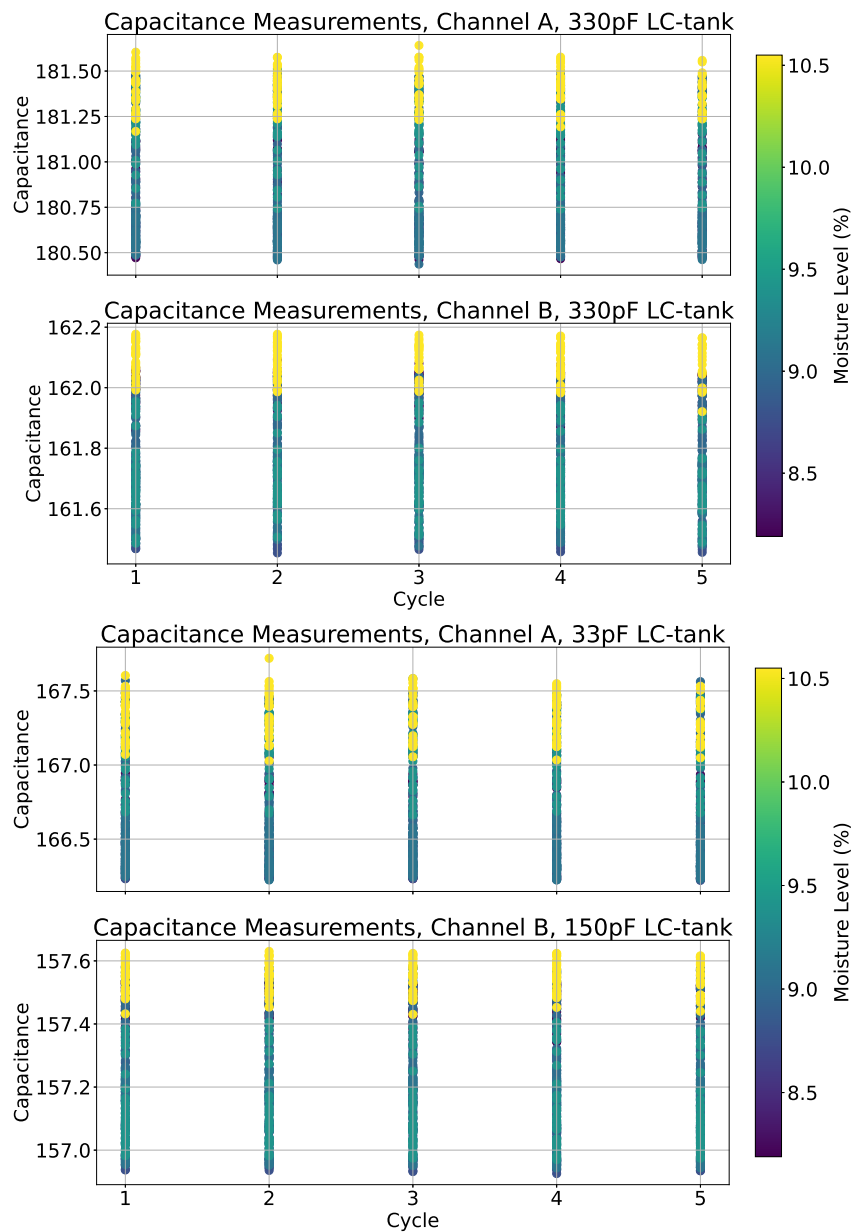 Capacitance Measurements, Channel A, 330pF LC-tank
Capacitance
181.50
181.25
181.00
180.75
180.50
Capacitance Measurements, Channel B, 330pF LC-tank
Capacitance
162.2
162.0
161.8
161.6
1 2 3 4 5
Cycle
10.5
10.0
9.5
9.0
8.5
Moisture Level (%)
Capacitance Measurements, Channel A, 33pF LC-tank
Capacitance
167.5
167.0
166.5
Capacitance Measurements, Channel B, 150pF LC-tank
Capacitance
157.6
157.4
157.2
157.0
1 2 3 4 5
Cycle
10.5
10.0
9.5
9.0
8.5
Moisture Level (%)